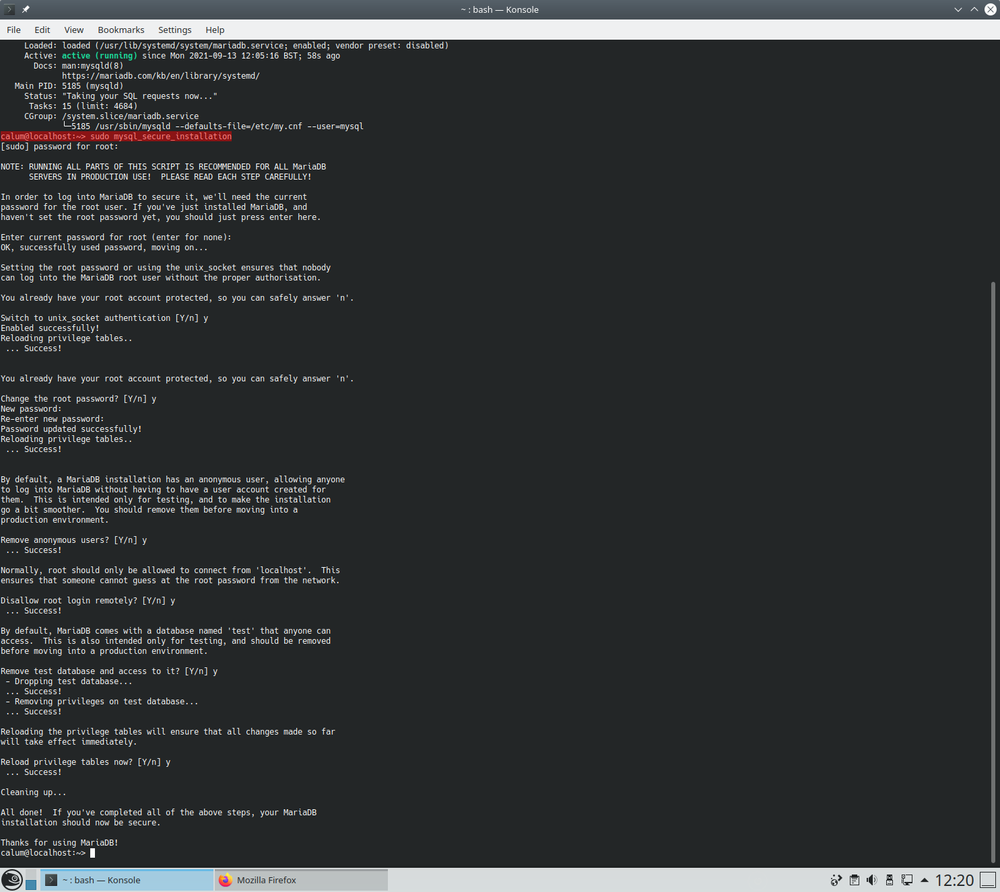 ~ : bash — Konsole
File Edit View Bookmarks Settings Help
Loaded: loaded (/usr/lib/systemd/system/mariadb.service; enabled; vendor preset: disabled)
Active: active (running) since Mon 2021-09-13 12:05:16 BST; 58s ago
Docs: man:mysqld(8)
https://mariadb.com/kb/en/library/systemd/
Main PID: 5185 (mysqld)
Status: "Taking your SQL requests now..."
Tasks: 15 (limit: 4684)
CGroup: /system.slice/mariadb.service
└─5185 /usr/sbin/mysqld --defaults-file=/etc/my.cnf --user=mysql
calum@localhost:~> sudo mysql_secure_installation
[sudo] password for root:
NOTE: RUNNING ALL PARTS OF THIS SCRIPT IS RECOMMENDED FOR ALL MariaDB
SERVERS IN PRODUCTION USE!  PLEASE READ EACH STEP CAREFULLY!
In order to log into MariaDB to secure it, we'll need the current
password for the root user. If you've just installed MariaDB, and
haven't set the root password yet, you should just press enter here.
Enter current password for root (enter for none):
OK, successfully used password, moving on...
Setting the root password or using the unix_socket ensures that nobody
can log into the MariaDB root user without the proper authorisation.
You already have your root account protected, so you can safely answer 'n'.
Switch to unix_socket authentication [Y/n] y
Enabled successfully!
Reloading privilege tables..
... Success!
You already have your root account protected, so you can safely answer 'n'.
Change the root password? [Y/n] y
New password:
Re-enter new password:
Password updated successfully!
Reloading privilege tables..
... Success!
By default, a MariaDB installation has an anonymous user, allowing anyone
to log into MariaDB without having to have a user account created for
them.  This is intended only for testing, and to make the installation
go a bit smoother.  You should remove them before moving into a
production environment.
Remove anonymous users? [Y/n] y
... Success!
Normally, root should only be allowed to connect from 'localhost'.  This
ensures that someone cannot guess at the root password from the network.
Disallow root login remotely? [Y/n] y
... Success!
By default, MariaDB comes with a database named 'test' that anyone can
access.  This is also intended only for testing, and should be removed
before moving into a production environment.
Remove test database and access to it? [Y/n] y
- Dropping test database...
... Success!
- Removing privileges on test database...
... Success!
Reloading the privilege tables will ensure that all changes made so far
will take effect immediately.
Reload privilege tables now? [Y/n] y
... Success!
Cleaning up...
All done!  If you've completed all of the above steps, your MariaDB
installation should now be secure.
Thanks for using MariaDB!
calum@localhost:~>
~ : bash — Konsole
Mozilla Firefox
12:20